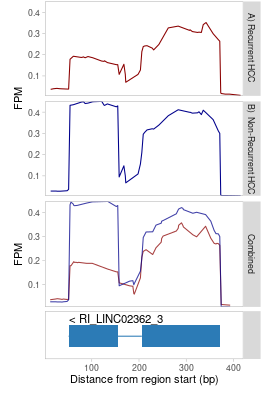 0.4
0.3
0.2
0.1
FPM
A) Recurrent HCC
0.4
0.3
0.2
0.1
B) Non-Recurrent HCC
0.4
0.3
0.2
0.1
FPM
Combined
< RI_LINC02362_3
100 200 300 400
Distance from region start (bp)